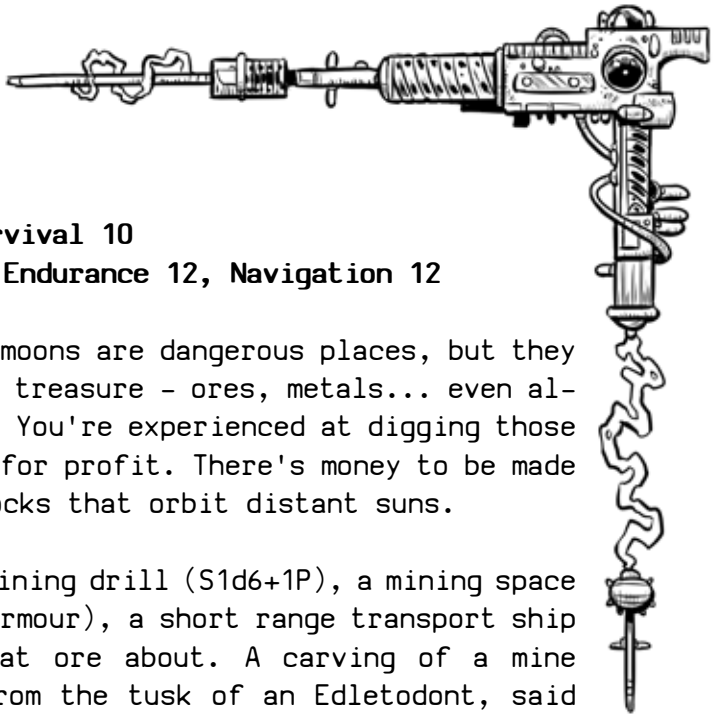 rvival 10
Endurance 12, Navigation 12
moons are dangerous places, but they
treasure – ores, metals... even al-
You're experienced at digging those
for profit. There's money to be made
ocks that orbit distant suns.
ining drill (S1d6+1P), a mining space
rmour), a short range transport ship
at ore about. A carving of a mine
rom the tusk of an Edletodont, said